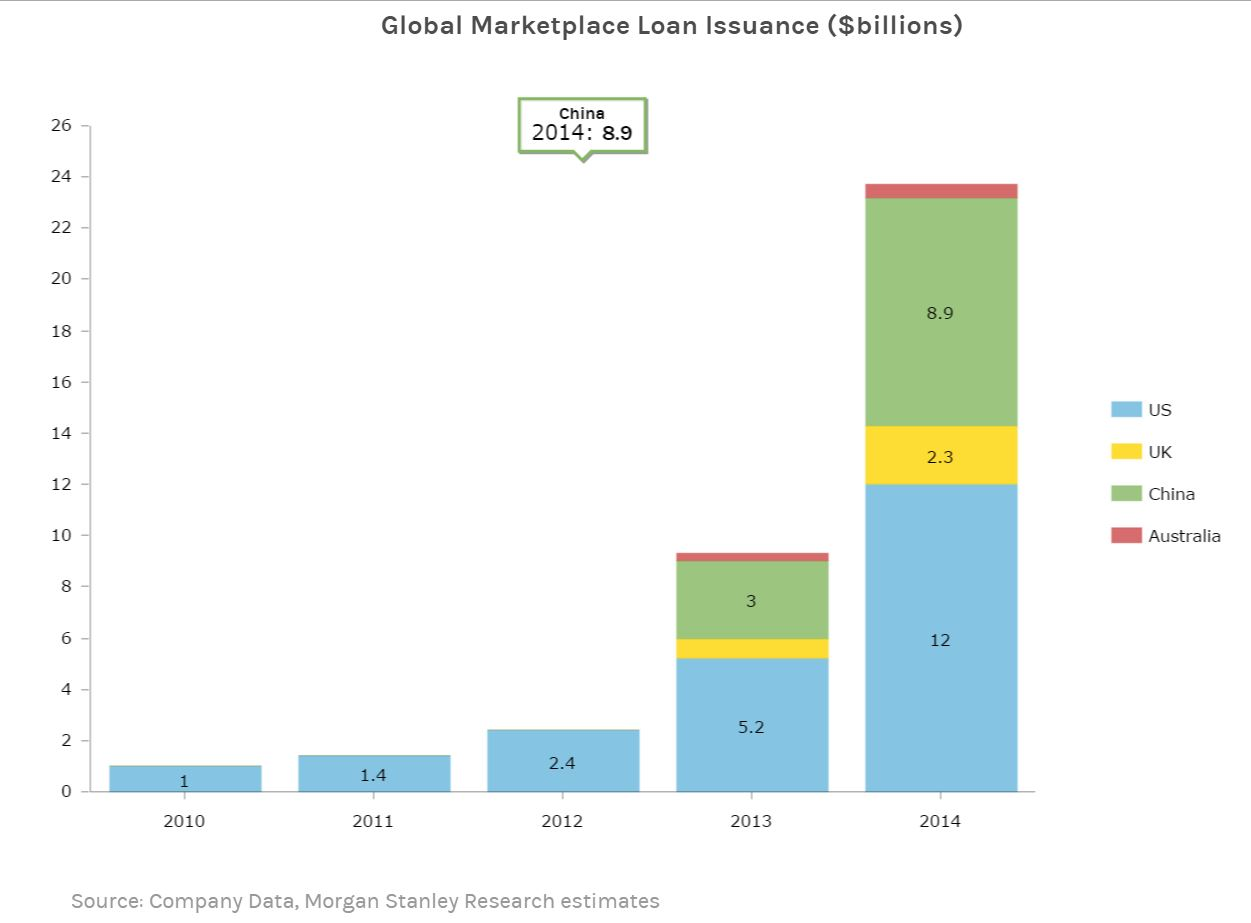 Global Marketplace Loan Issuance ($billions)
China
2014: 8.9
26
24
22
20
18
16
14
12
10
8
6
4
2
0
8.9
2.3
12
3
5.2
2.4
1.4
1
2010 2011 2012 2013 2014
US
UK
China
Australia
Source: Company Data, Morgan Stanley Research estimates